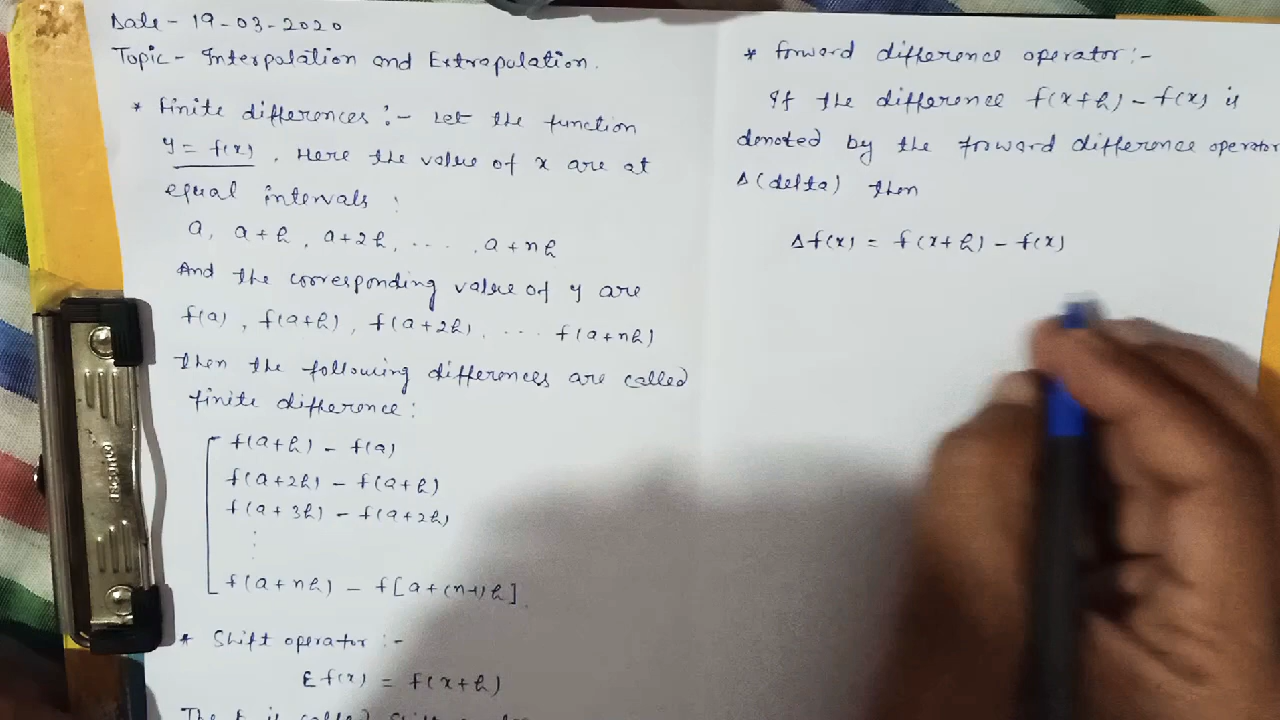 Date - 19-03-2020
Topic - Interpolation and Extrapolation.
* Finite differences :- Let the function
y = f(x) . Here the value of x are at
equal intervals :
a, a+h, a+2h, .... , a+nh
And the corresponding value of y are
f(a), f(a+h), f(a+2h), ... f(a+nh)
then the following differences are called
finite difference:
f(a+h) - f(a)
f(a+2h) - f(a+h)
f(a+3h) - f(a+2h)
⋮
f(a+nh) - f[a+(n-1)h].
* Shift operator :-
E f(x) = f(x+h)
The E is called
* Forward difference operator :-
If the difference f(x+h) - f(x) is
denoted by the forward difference operator
Δ(delta) then
Δf(x) = f(x+h) - f(x)